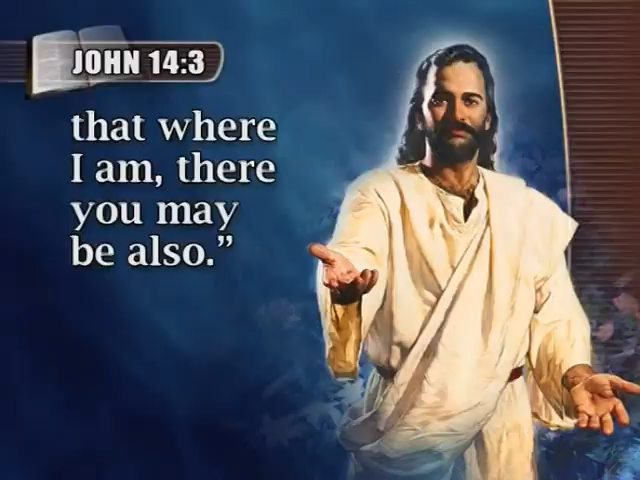 JOHN 14:3
that where
I am, there
you may
be also.”